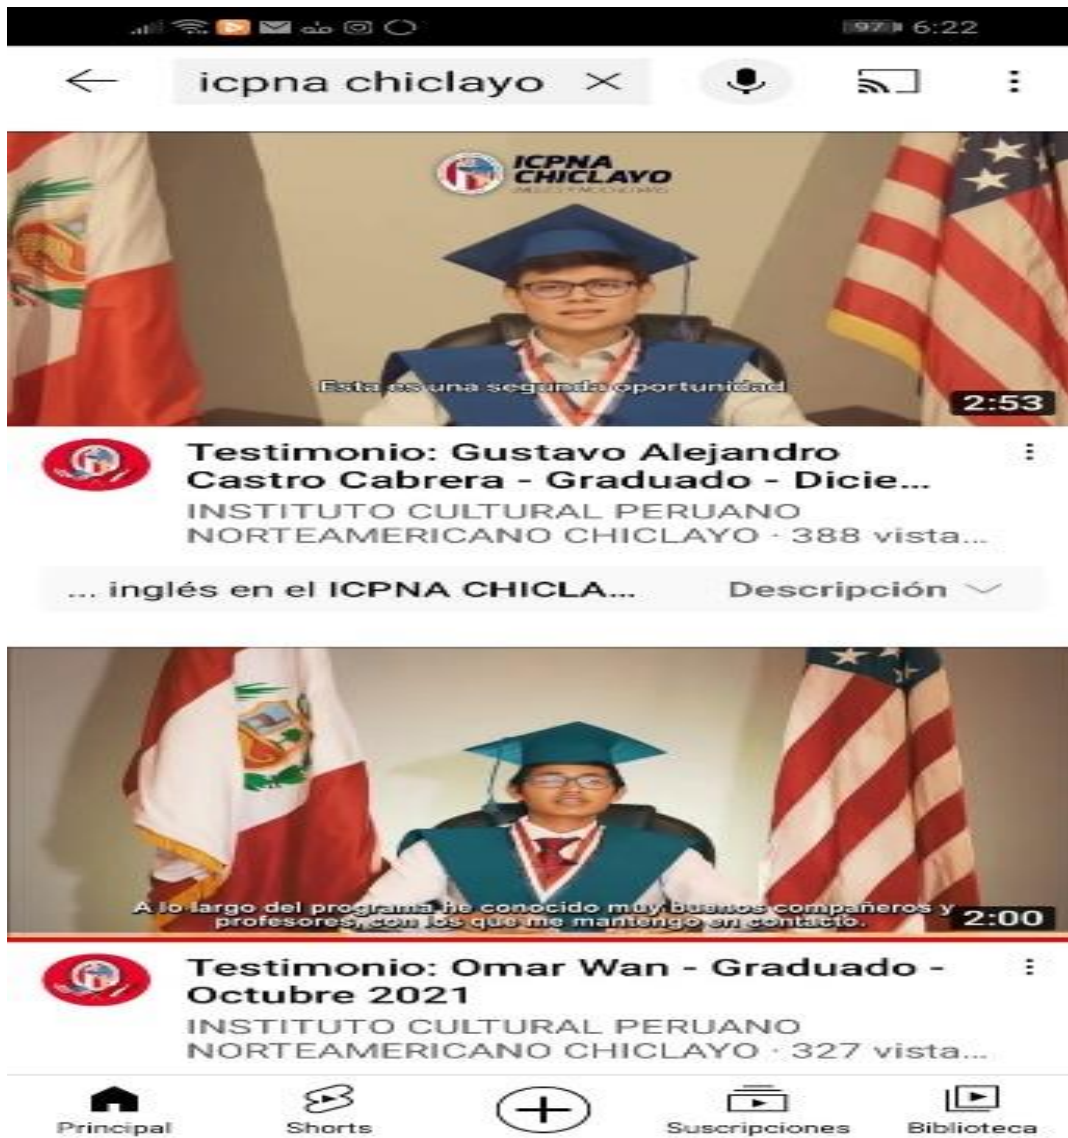 97 6:22
icpna chiclayo
ICPNA
CHICLAYO
Esta es una segunda oportunidad
2:53
Testimonio: Gustavo Alejandro
Castro Cabrera - Graduado - Dicie...
INSTITUTO CULTURAL PERUANO
NORTEAMERICANO CHICLAYO · 388 vista...
... inglés en el ICPNA CHICLA... Descripción
A lo largo del programa he conocido muy buenos compañeros y
profesores, con los que me mantengo en contacto.
2:00
Testimonio: Omar Wan - Graduado -
Octubre 2021
INSTITUTO CULTURAL PERUANO
NORTEAMERICANO CHICLAYO · 327 vista...
Principal Shorts Suscripciones Biblioteca